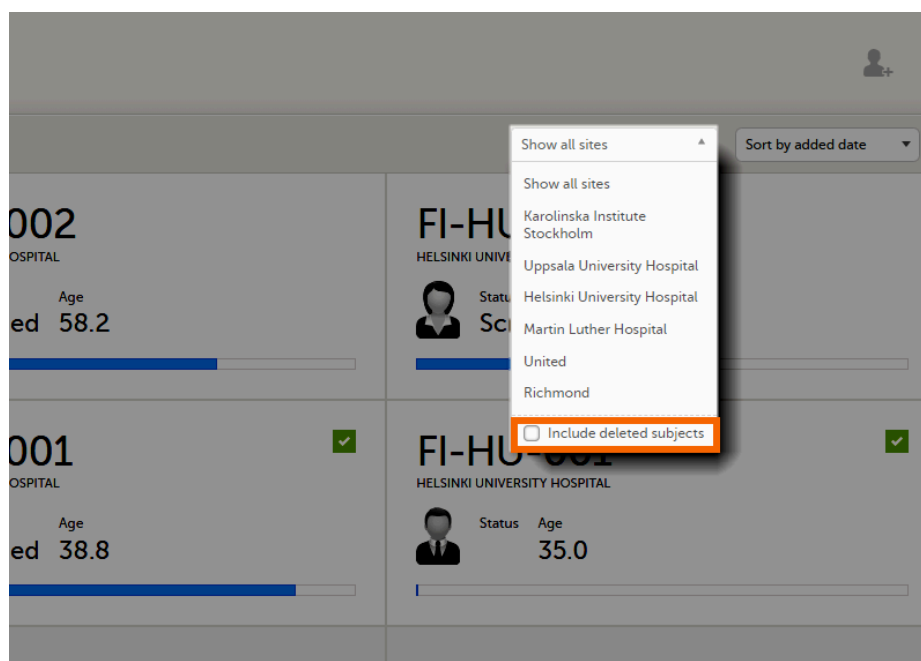 Show all sites
Sort by added date
Show all sites
Karolinska Institute
Stockholm
Uppsala University Hospital
Helsinki University Hospital
Martin Luther Hospital
United
Richmond
Include deleted subjects
002
OSPITAL
Age
ed 58.2
FI-HU
HELSINKI UNIVE
Statu
Sc
001
OSPITAL
Age
ed 38.8
FI-HU-001
HELSINKI UNIVERSITY HOSPITAL
Status Age
35.0